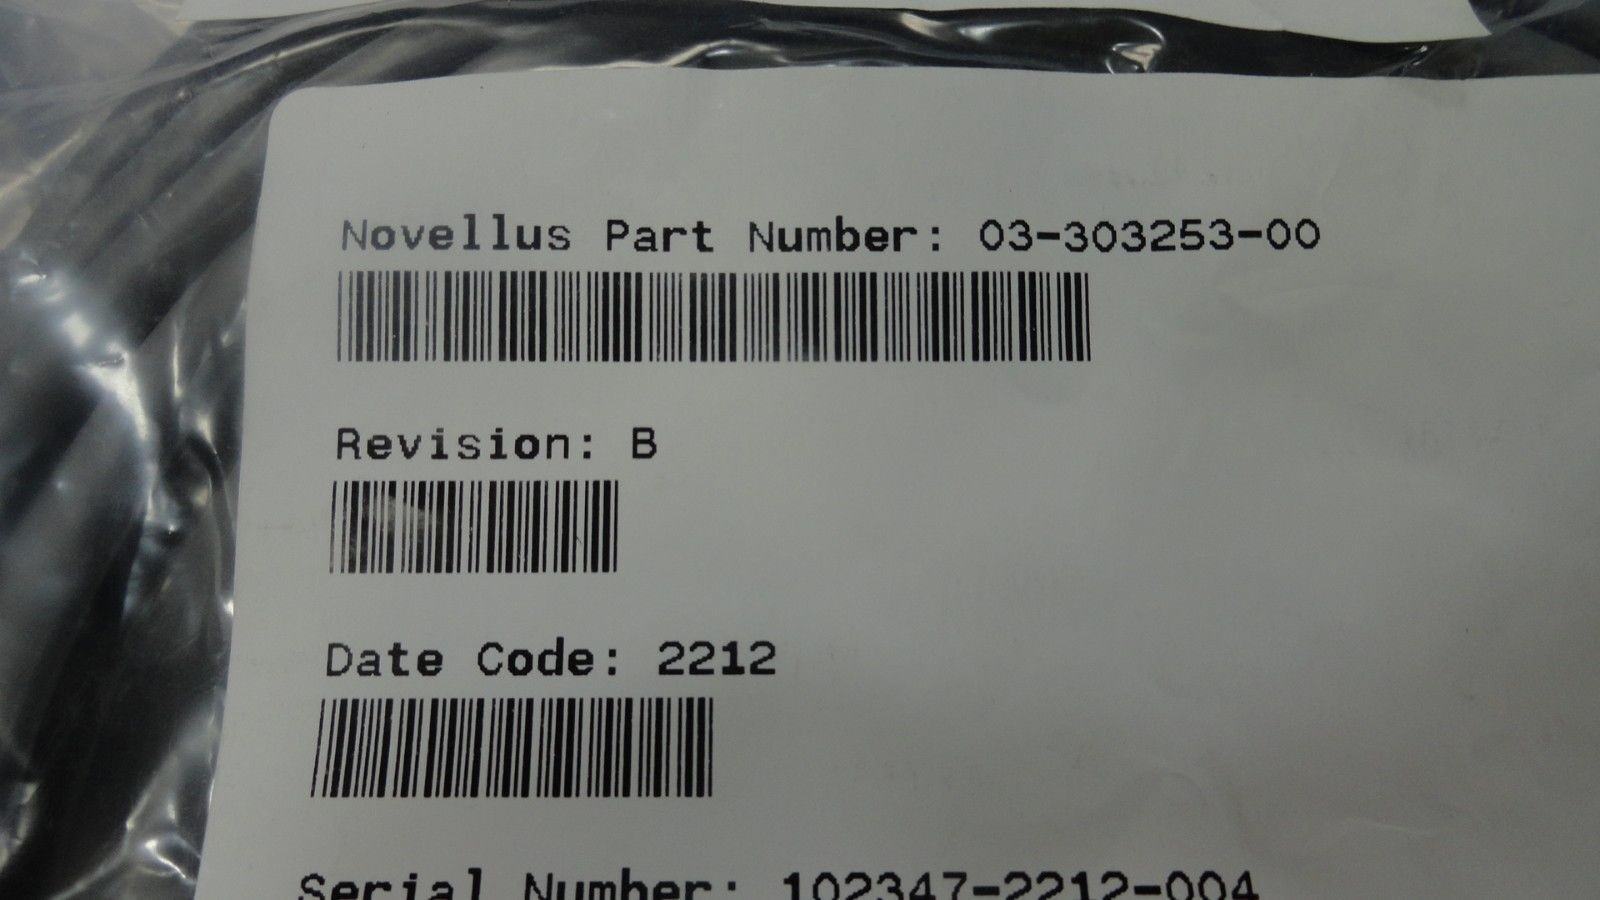 Novellus Part Number: 03-303253-00
Revision: B
Date Code: 2212
Serial Number: 102347-2212-004